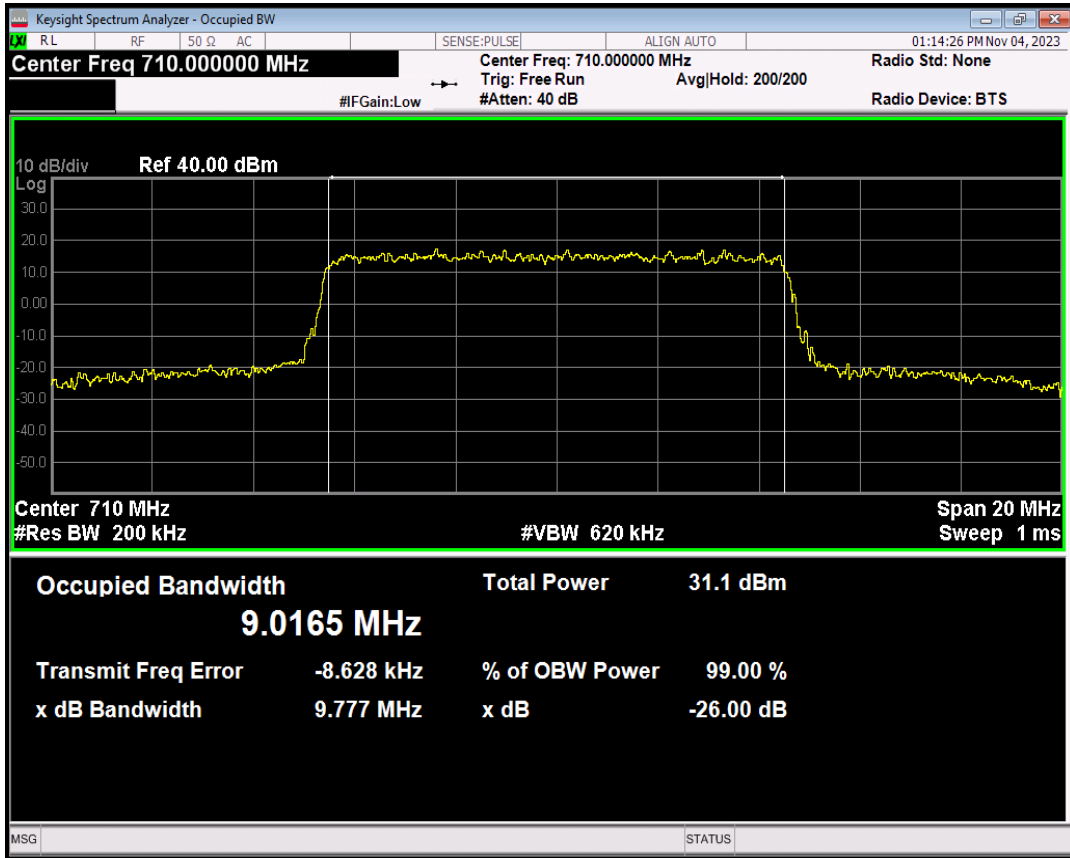 Keysight Spectrum Analyzer - Occupied BW
LXI RL RF 50 Ω AC SENSE:PULSE ALIGN AUTO 01:14:26 PM Nov 04, 2023
Center Freq 710.000000 MHz Center Freq: 710.000000 MHz Radio Std: None
Trig: Free Run Avg|Hold: 200/200
#IFGain:Low #Atten: 40 dB Radio Device: BTS
10 dB/div Ref 40.00 dBm
Log
30.0
20.0
10.0
0.00
-10.0
-20.0
-30.0
-40.0
-50.0
Center 710 MHz Span 20 MHz
#Res BW 200 kHz #VBW 620 kHz Sweep 1 ms
Occupied Bandwidth Total Power 31.1 dBm
9.0165 MHz
Transmit Freq Error -8.628 kHz % of OBW Power 99.00 %
x dB Bandwidth 9.777 MHz x dB -26.00 dB
MSG STATUS